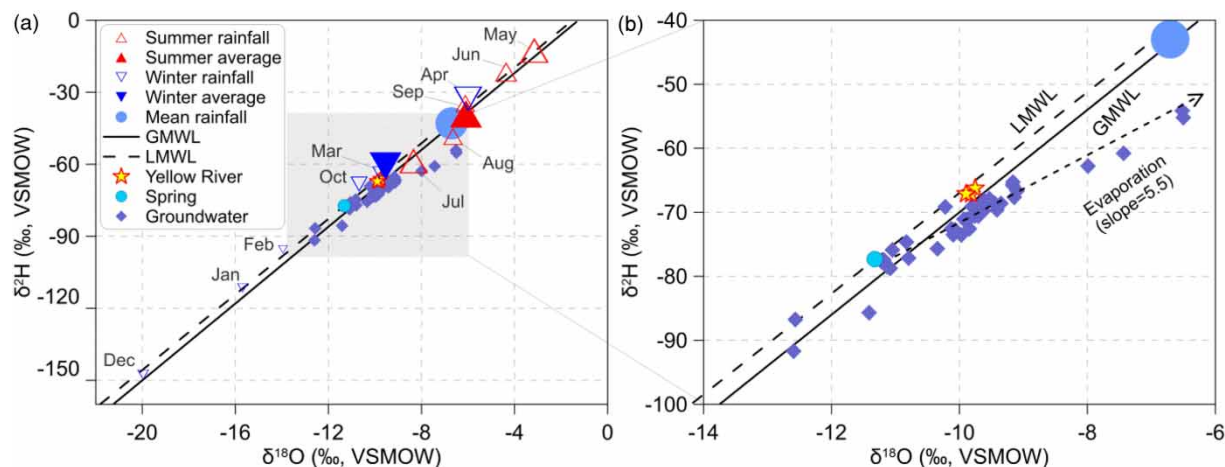 (a)
0
-30
-60
-90
-120
-150
δ²H (‰, VSMOW)
Summer rainfall
Summer average
Winter rainfall
Winter average
Mean rainfall
GMWL
LMWL
Yellow River
Spring
Groundwater
May
Jun
Apr
Sep
Aug
Mar
Oct
Jul
Feb
Jan
Dec
-20
-16
-12
-8
-4
0
δ¹⁸O (‰, VSMOW)
(b)
-40
-50
-60
-70
-80
-90
-100
δ²H (‰, VSMOW)
LMWL
GMWL
Evaporation
(slope=5.5)
-14
-12
-10
-8
-6
δ¹⁸O (‰, VSMOW)